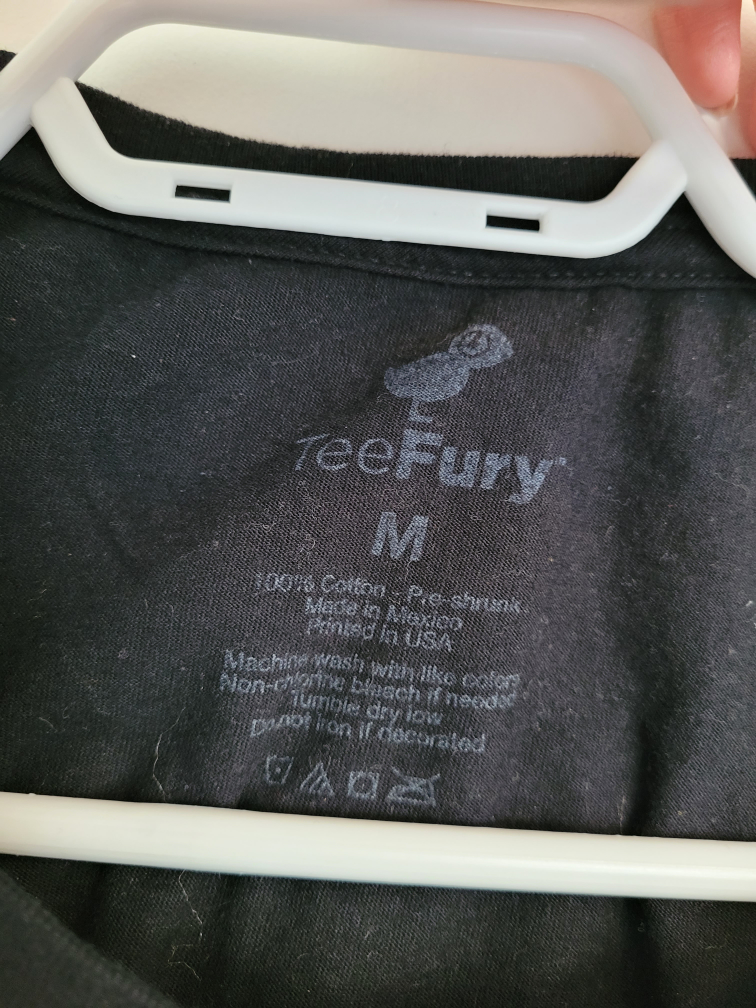 TeeFury™
M
100% Cotton - Pre-shrunk
Made in Mexico
Printed in USA
Machine wash with like colors
Non-chlorine bleach if needed
Tumble dry low
Do not iron if decorated